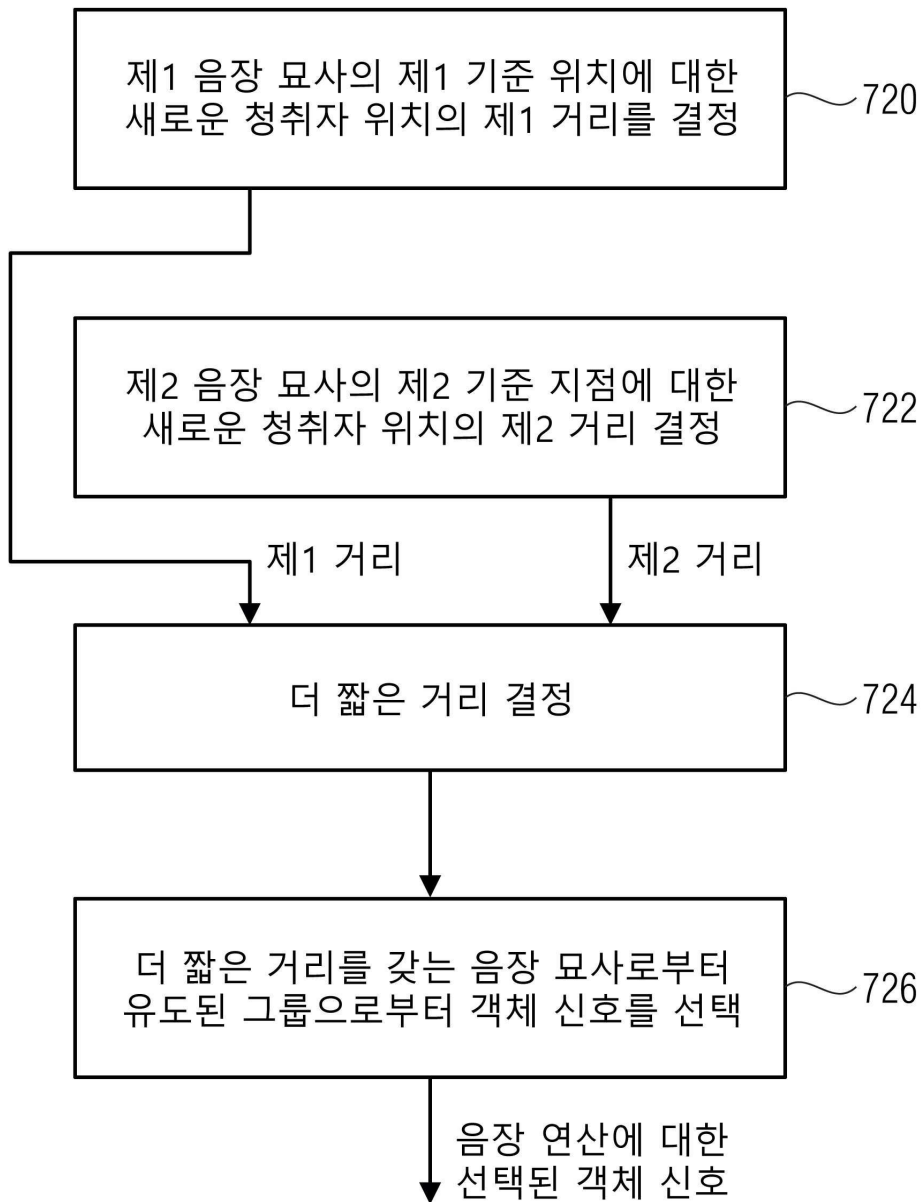 제1 음장 묘사의 제1 기준 위치에 대한
새로운 청취자 위치의 제1 거리를 결정
720
제2 음장 묘사의 제2 기준 지점에 대한
새로운 청취자 위치의 제2 거리 결정
722
제1 거리
제2 거리
더 짧은 거리 결정
724
더 짧은 거리를 갖는 음장 묘사로부터
유도된 그룹으로부터 객체 신호를 선택
726
음장 연산에 대한
선택된 객체 신호